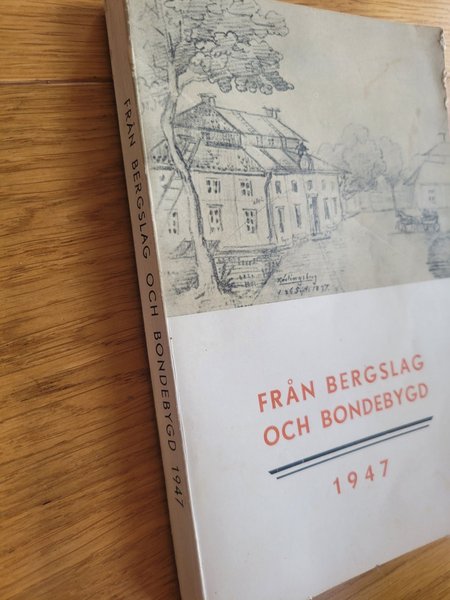 FRÅN BERGSLAG OCH BONDEBYGD 1947
FRÅN BERGSLAG
OCH BONDEBYGD
1947